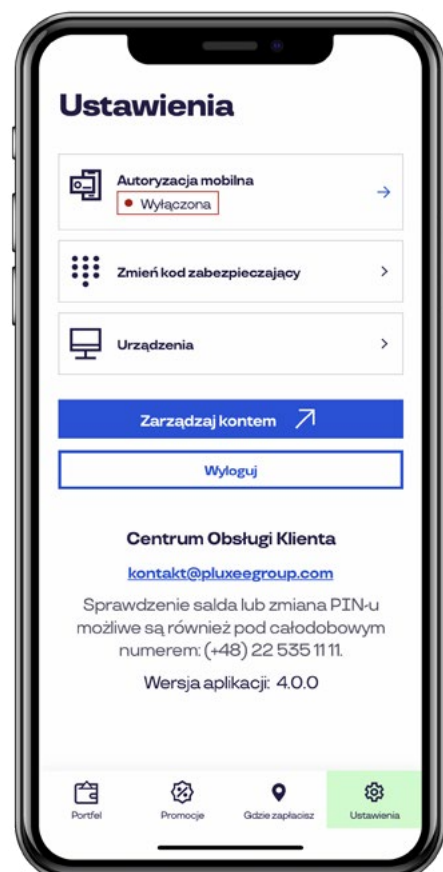 Ustawienia
Autoryzacja mobilna
Wyłączona
Zmień kod zabezpieczający
Urządzenia
Zarządzaj kontem
Wyloguj
Centrum Obsługi Klienta
kontakt@pluxeegroup.com
Sprawdzenie salda lub zmiana PIN-u
możliwe są również pod całodobowym
numerem: (+48) 22 535 11 11.
Wersja aplikacji: 4.0.0
Portfel
Promocje
Gdzie zapłacisz
Ustawienia